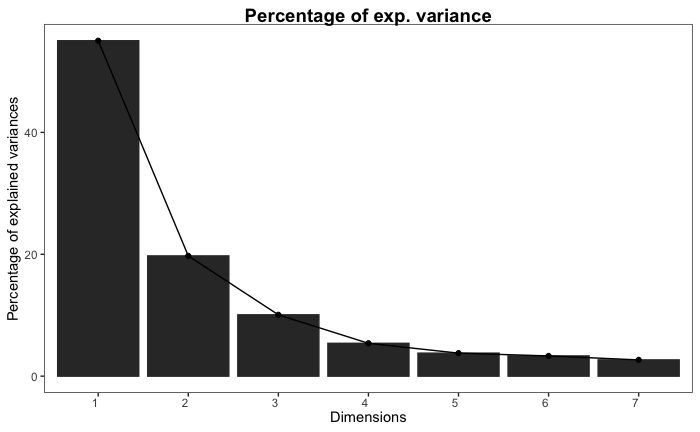 Percentage of exp. variance
Percentage of explained variances
40
20
0
1 2 3 4 5 6 7
Dimensions